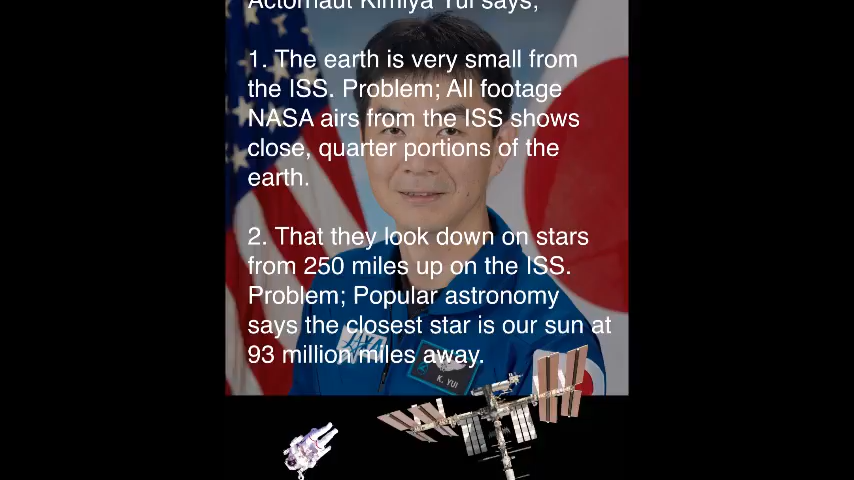 Actornaut Kimiya Yui says,
1. The earth is very small from
the ISS. Problem; All footage
NASA airs from the ISS shows
close, quarter portions of the
earth.
2. That they look down on stars
from 250 miles up on the ISS.
Problem; Popular astronomy
says the closest star is our sun at
93 million miles away.
K. YUI